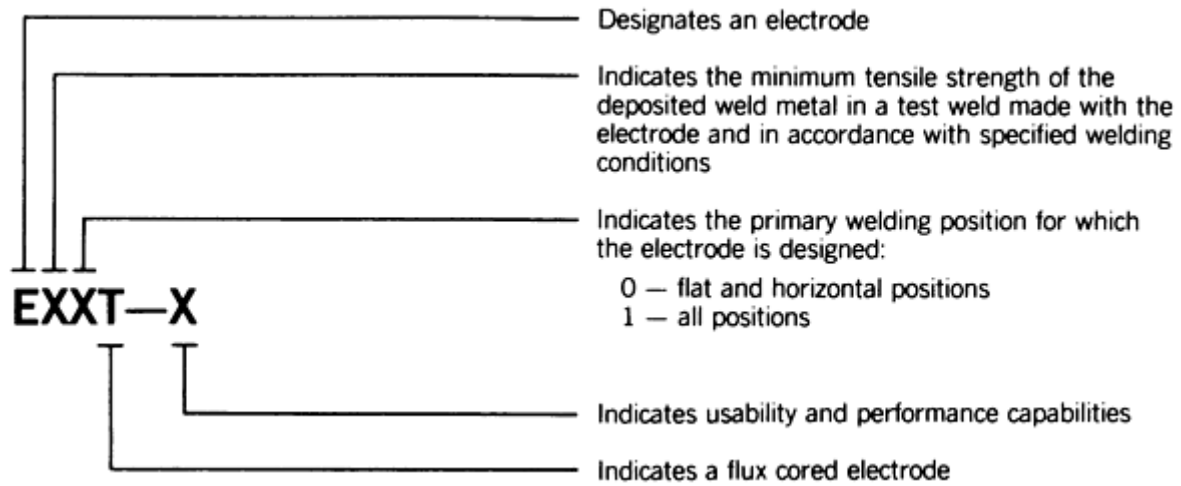 Designates an electrode
Indicates the minimum tensile strength of the
deposited weld metal in a test weld made with the
electrode and in accordance with specified welding
conditions
Indicates the primary welding position for which
the electrode is designed:
0 — flat and horizontal positions
1 — all positions
EXXT—X
Indicates usability and performance capabilities
Indicates a flux cored electrode